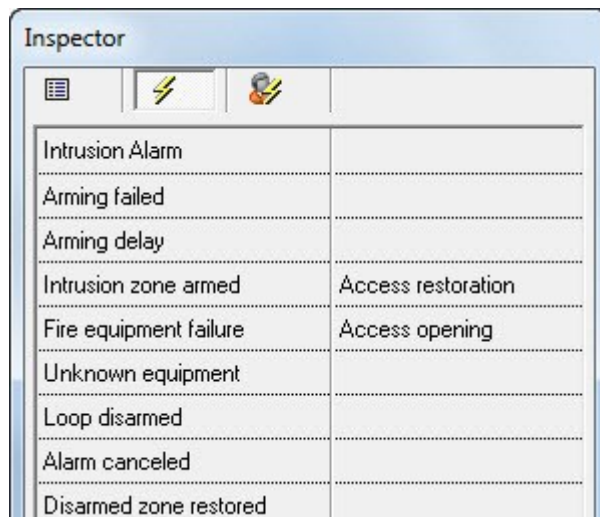 Inspector
Intrusion Alarm
Arming failed
Arming delay
Intrusion zone armed Access restoration
Fire equipment failure Access opening
Unknown equipment
Loop disarmed
Alarm canceled
Disarmed zone restored